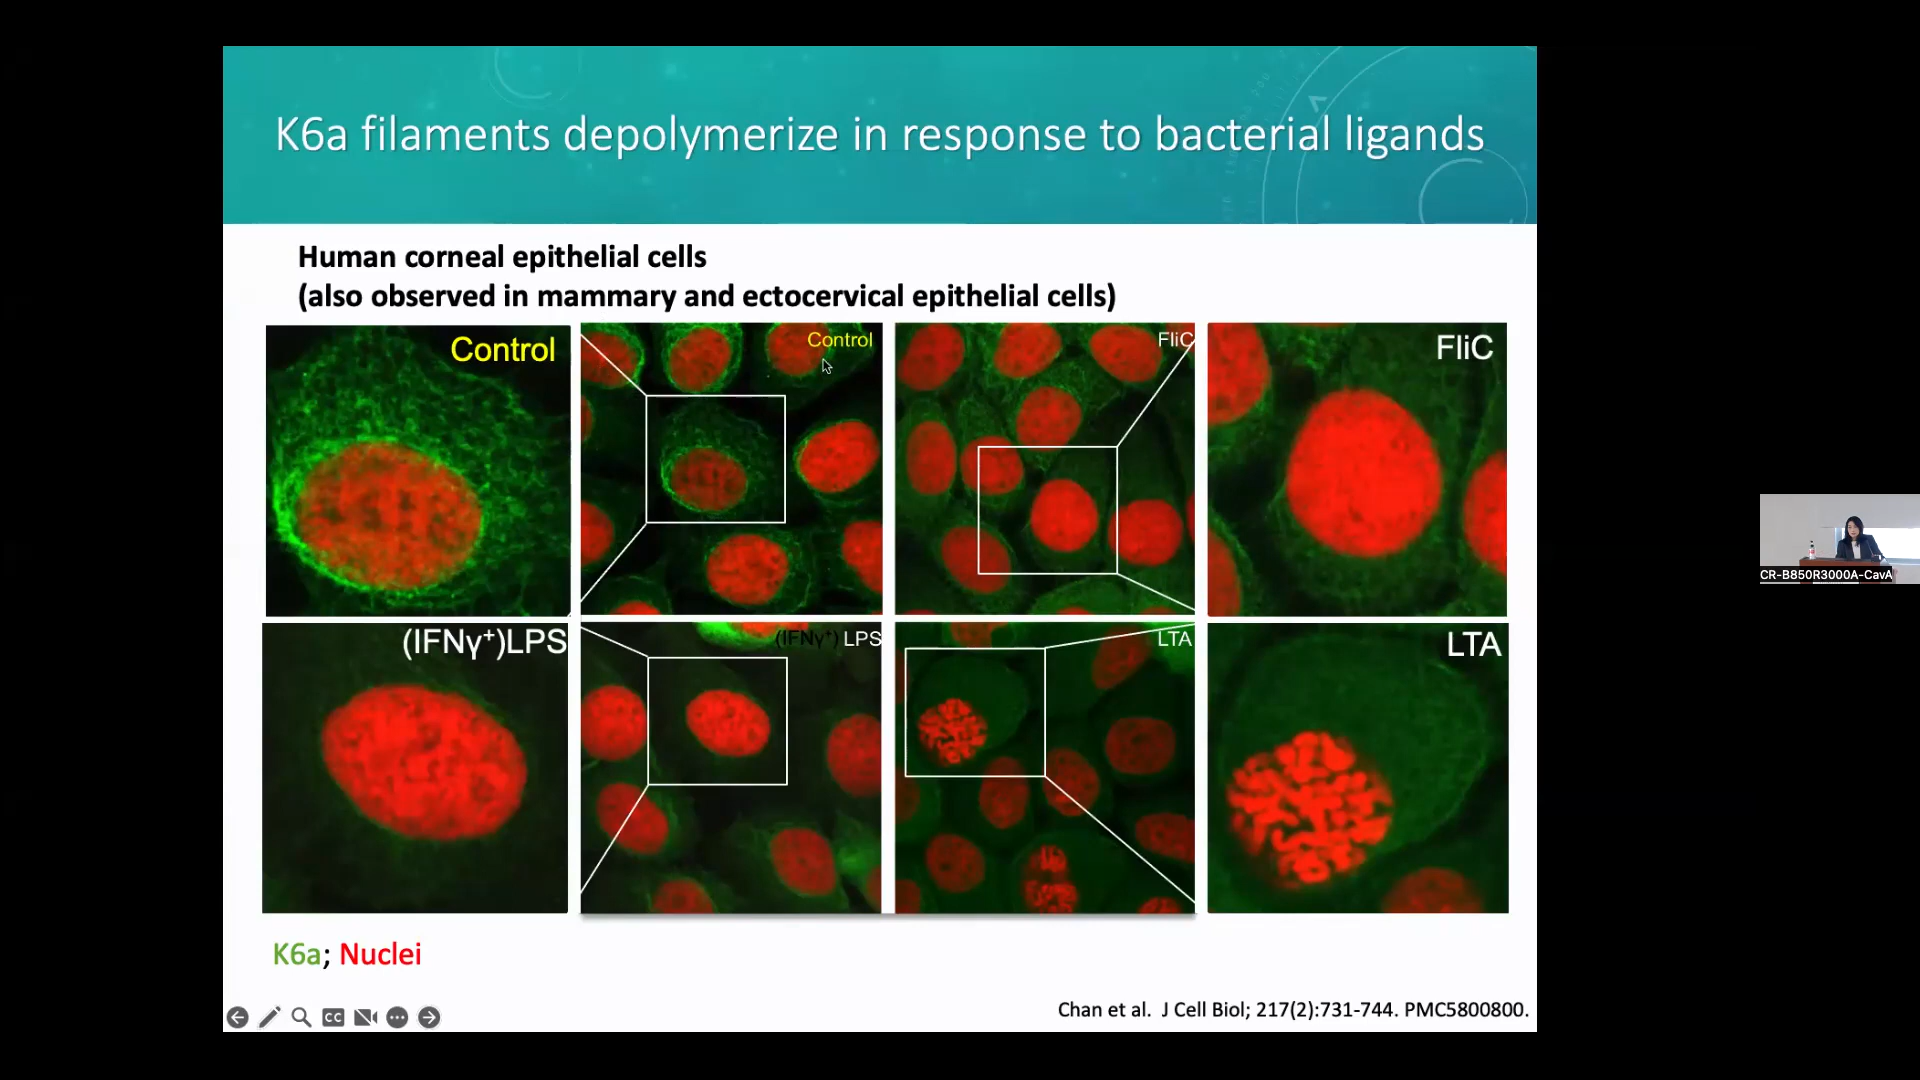 K6a filaments depolymerize in response to bacterial ligands
Human corneal epithelial cells
(also observed in mammary and ectocervical epithelial cells)
Control
Control
FliC
FliC
(IFNγ⁺)LPS
(IFNγ⁺) LPS
LTA
LTA
K6a; Nuclei
Chan et al. J Cell Biol; 217(2):731-744. PMC5800800.
CC
CR-B850R3000A-CavA